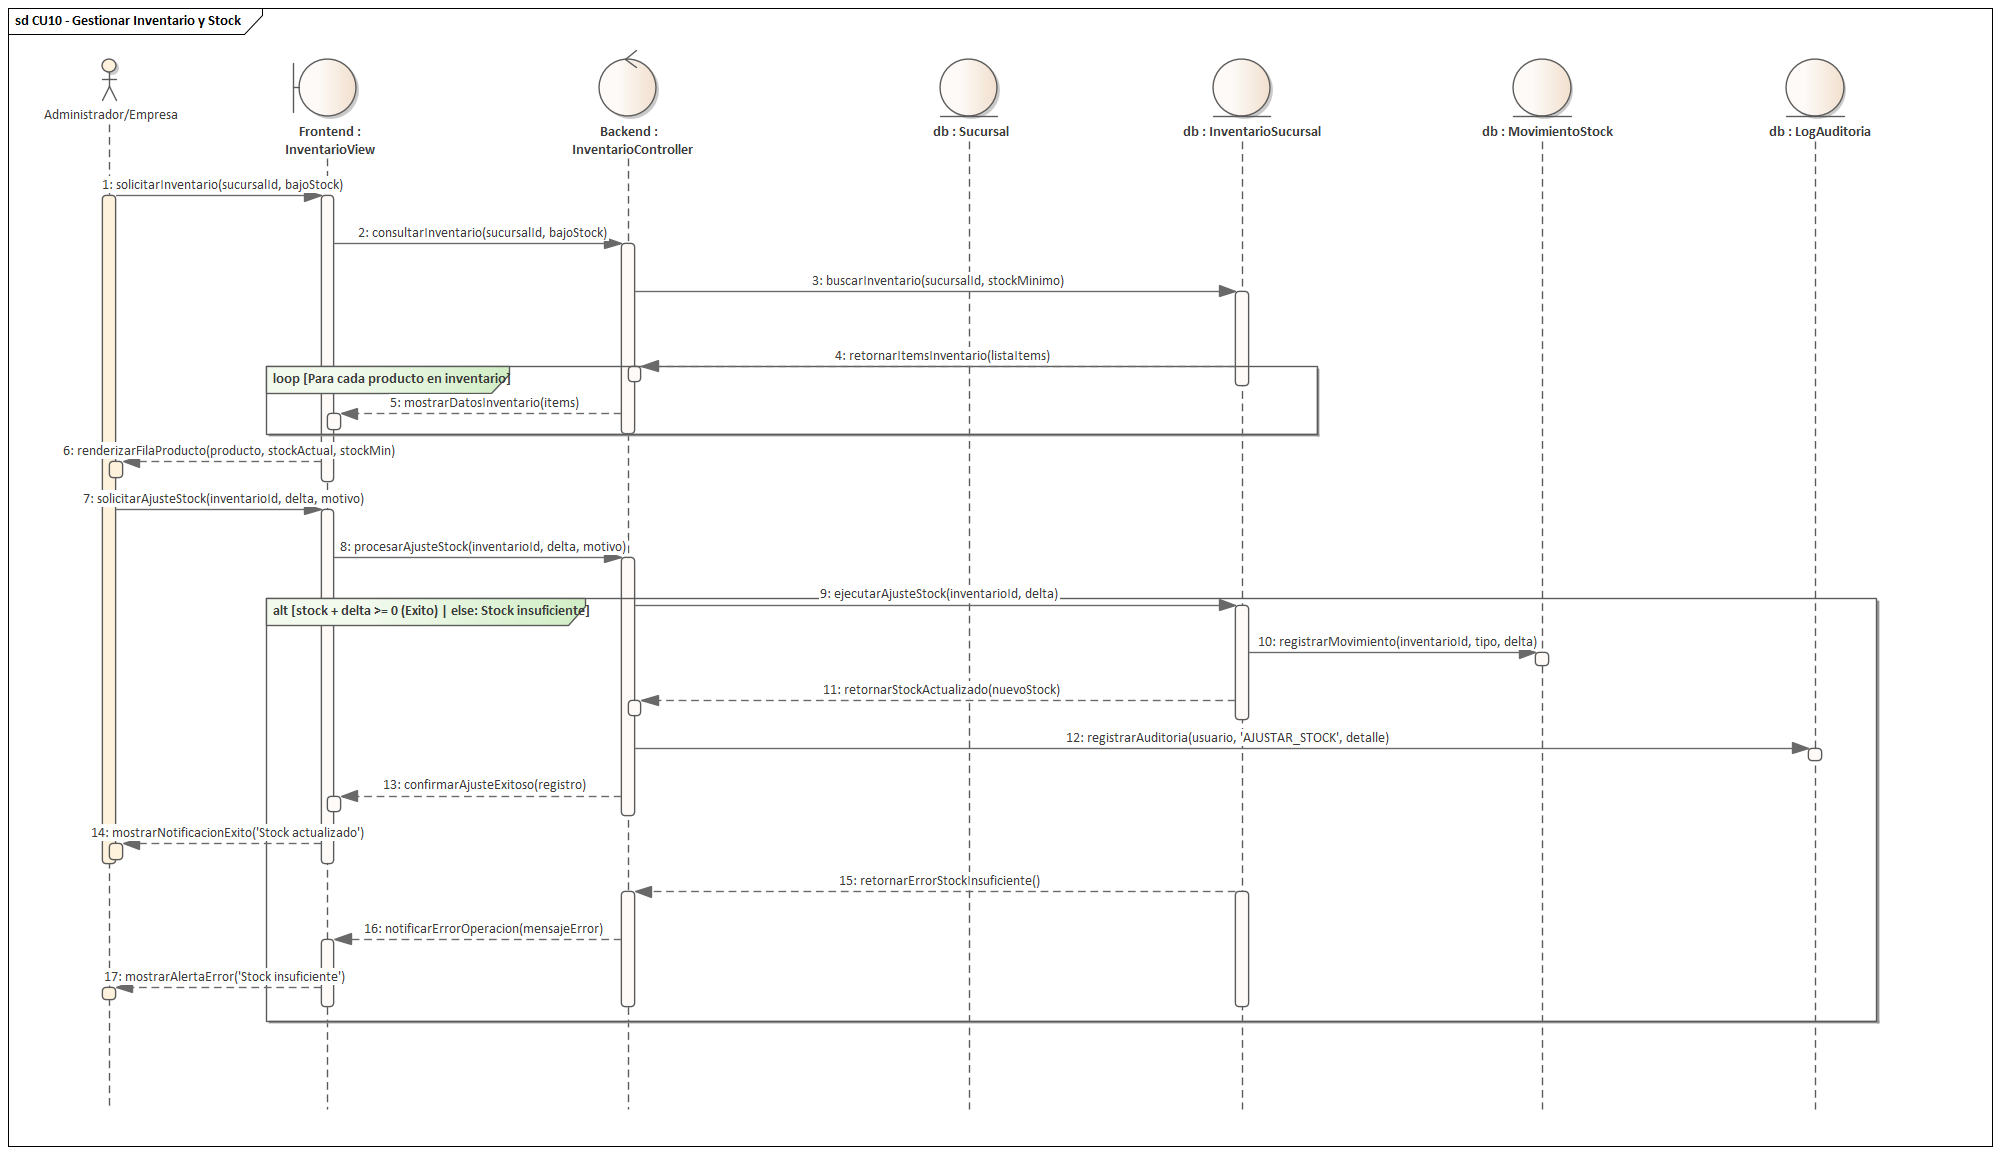 sd CU10 - Gestionar Inventario y Stock
Administrador/Empresa
Frontend :
InventarioView
Backend :
InventarioController
db : Sucursal
db : InventarioSucursal
db : MovimientoStock
db : LogAuditoria
1: solicitarInventario(sucursalId, bajoStock)
2: consultarInventario(sucursalId, bajoStock)
3: buscarInventario(sucursalId, stockMinimo)
4: retornarItemsInventario(listaItems)
loop [Para cada producto en inventario]
5: mostrarDatosInventario(items)
6: renderizarFilaProducto(producto, stockActual, stockMin)
7: solicitarAjusteStock(inventarioId, delta, motivo)
8: procesarAjusteStock(inventarioId, delta, motivo)
9: ejecutarAjusteStock(inventarioId, delta)
alt [stock + delta >= 0 (Exito) | else: Stock insuficiente]
10: registrarMovimiento(inventarioId, tipo, delta)
11: retornarStockActualizado(nuevoStock)
12: registrarAuditoria(usuario, 'AJUSTAR_STOCK', detalle)
13: confirmarAjusteExitoso(registro)
14: mostrarNotificacionExito('Stock actualizado')
15: retornarErrorStockInsuficiente()
16: notificarErrorOperacion(mensajeError)
17: mostrarAlertaError('Stock insuficiente')